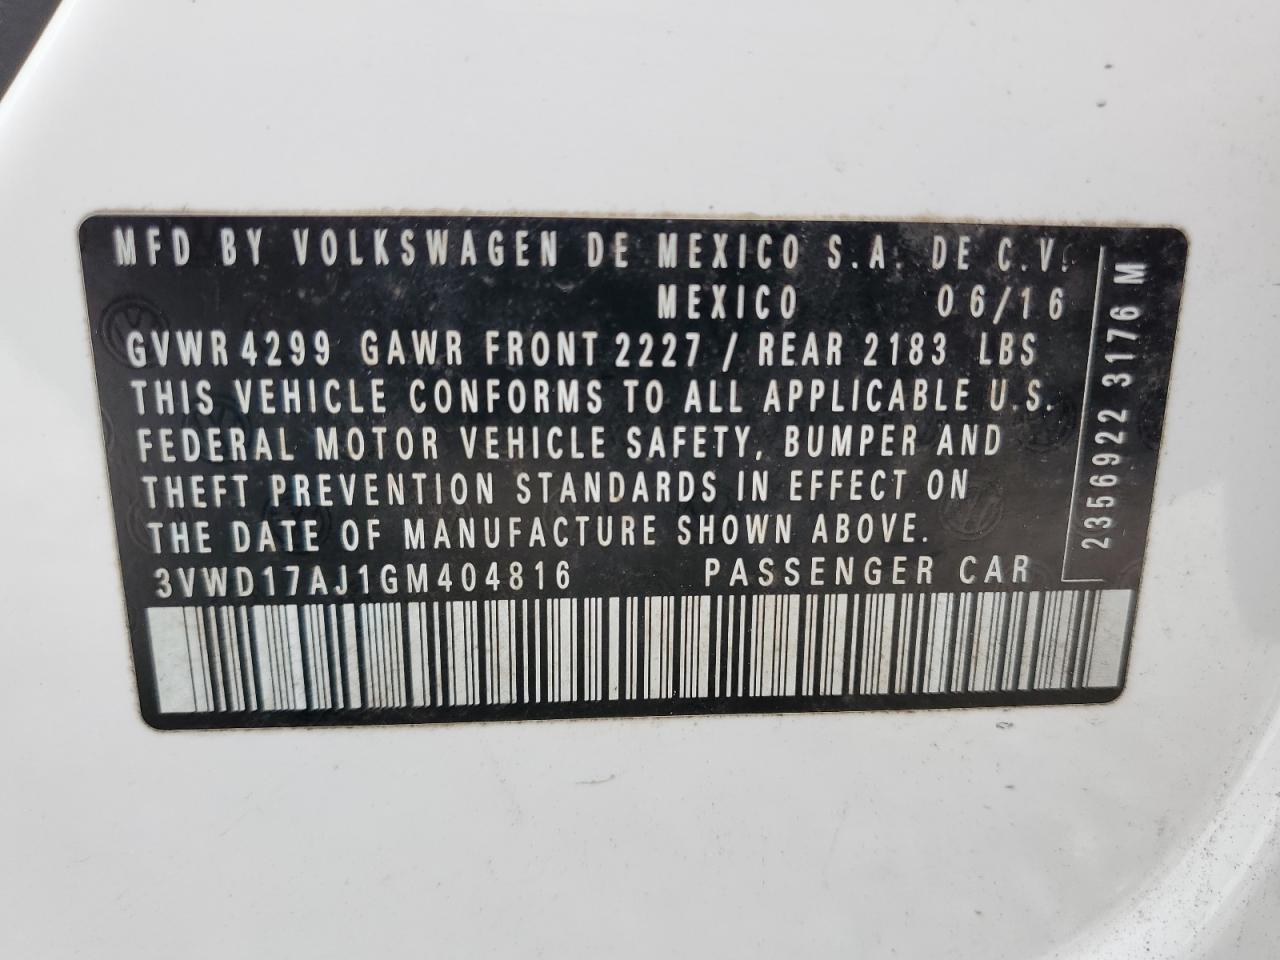 MFD BY VOLKSWAGEN DE MEXICO S.A. DE C.V.
MEXICO 06/16
GVWR 4299 GAWR FRONT 2227 / REAR 2183 LBS
THIS VEHICLE CONFORMS TO ALL APPLICABLE U.S.
FEDERAL MOTOR VEHICLE SAFETY, BUMPER AND
THEFT PREVENTION STANDARDS IN EFFECT ON
THE DATE OF MANUFACTURE SHOWN ABOVE.
3VWD17AJ1GM404816 PASSENGER CAR
2356922 3176 M